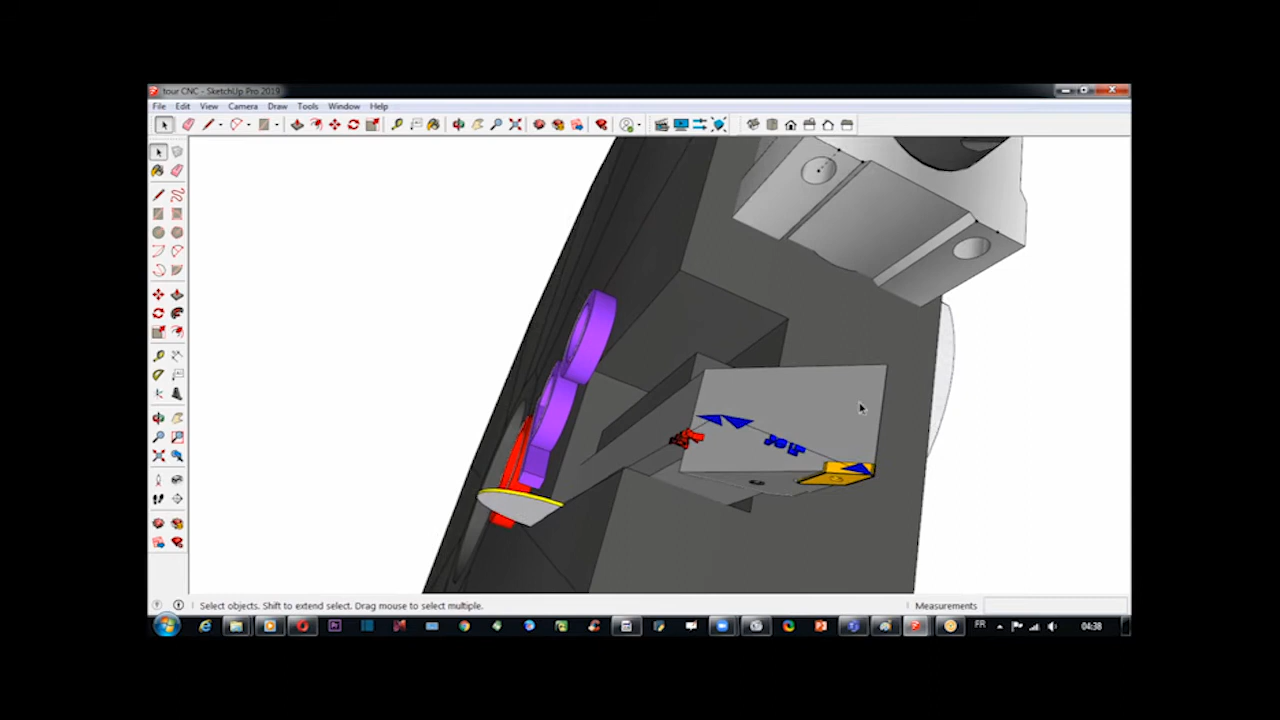 tour CNC - SketchUp Pro 2019
File Edit View Camera Draw Tools Window Help
Select objects. Shift to extend select. Drag mouse to select multiple.
Measurements
FR
04:38